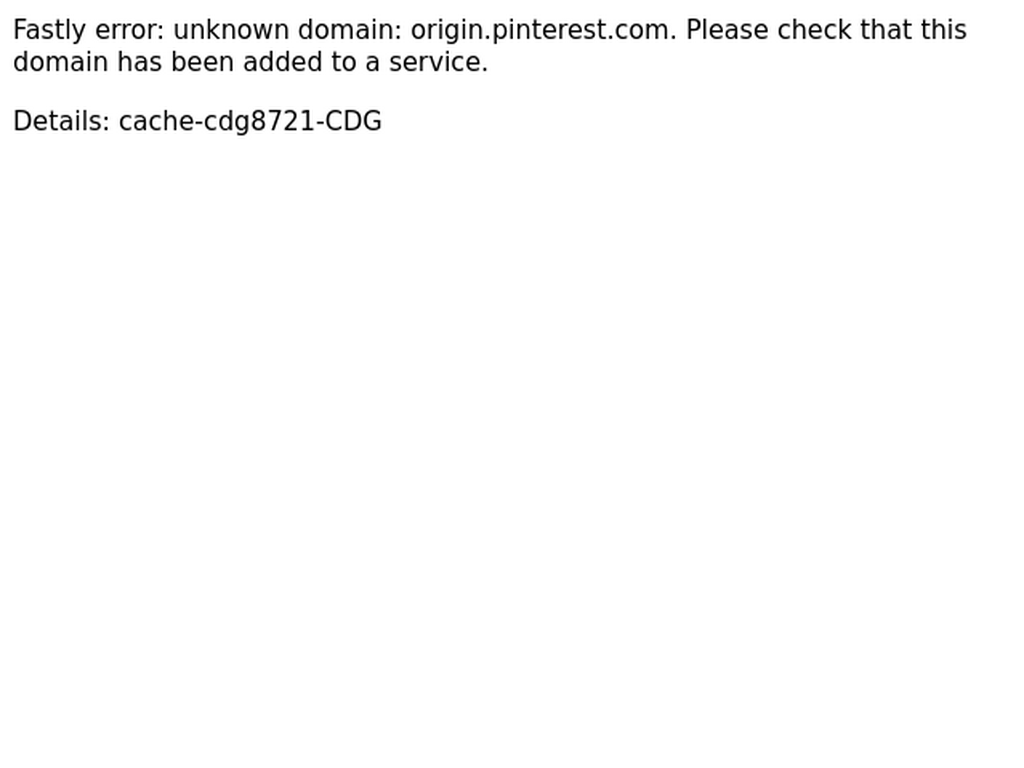 Fastly error: unknown domain: origin.pinterest.com. Please check that this
domain has been added to a service.
Details: cache-cdg8721-CDG